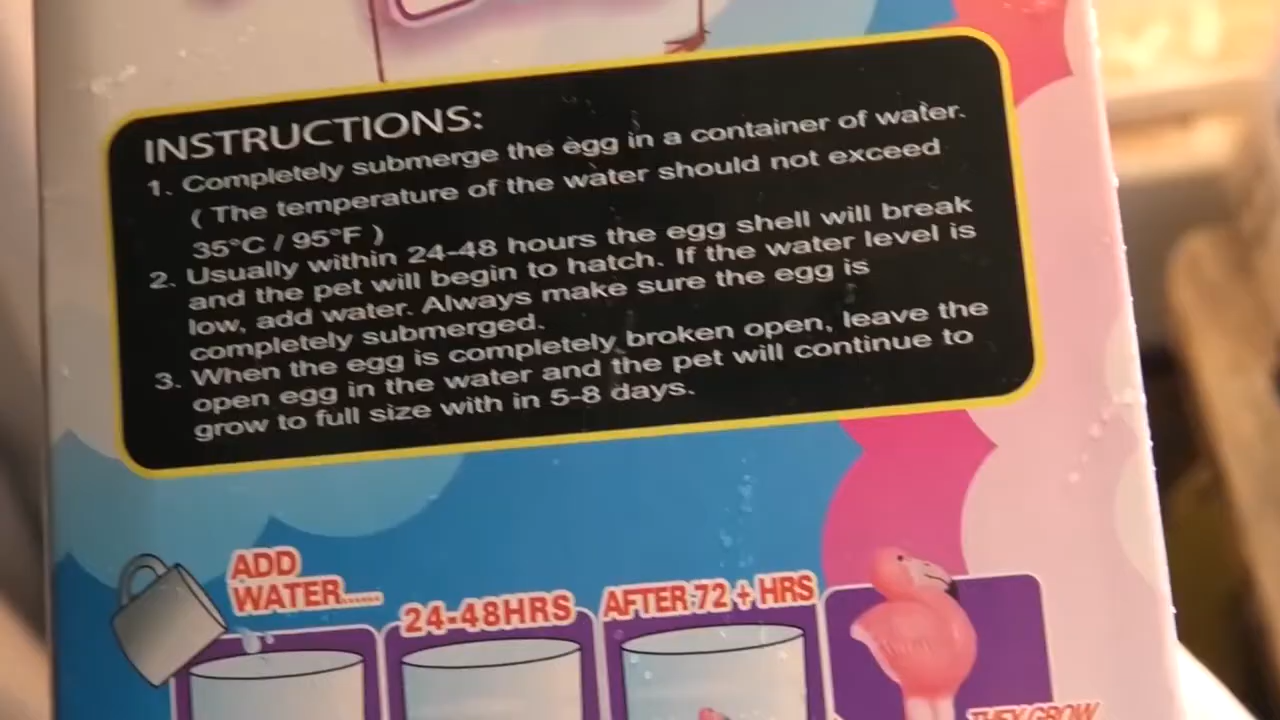 INSTRUCTIONS:
1. Completely submerge the egg in a container of water.
( The temperature of the water should not exceed
35°C / 95°F )
2. Usually within 24-48 hours the egg shell will break
and the pet will begin to hatch. If the water level is
low, add water. Always make sure the egg is
completely submerged.
3. When the egg is completely broken open, leave the
open egg in the water and the pet will continue to
grow to full size with in 5-8 days.
ADD
WATER......
24-48HRS
AFTER 72 + HRS
THEY GROW